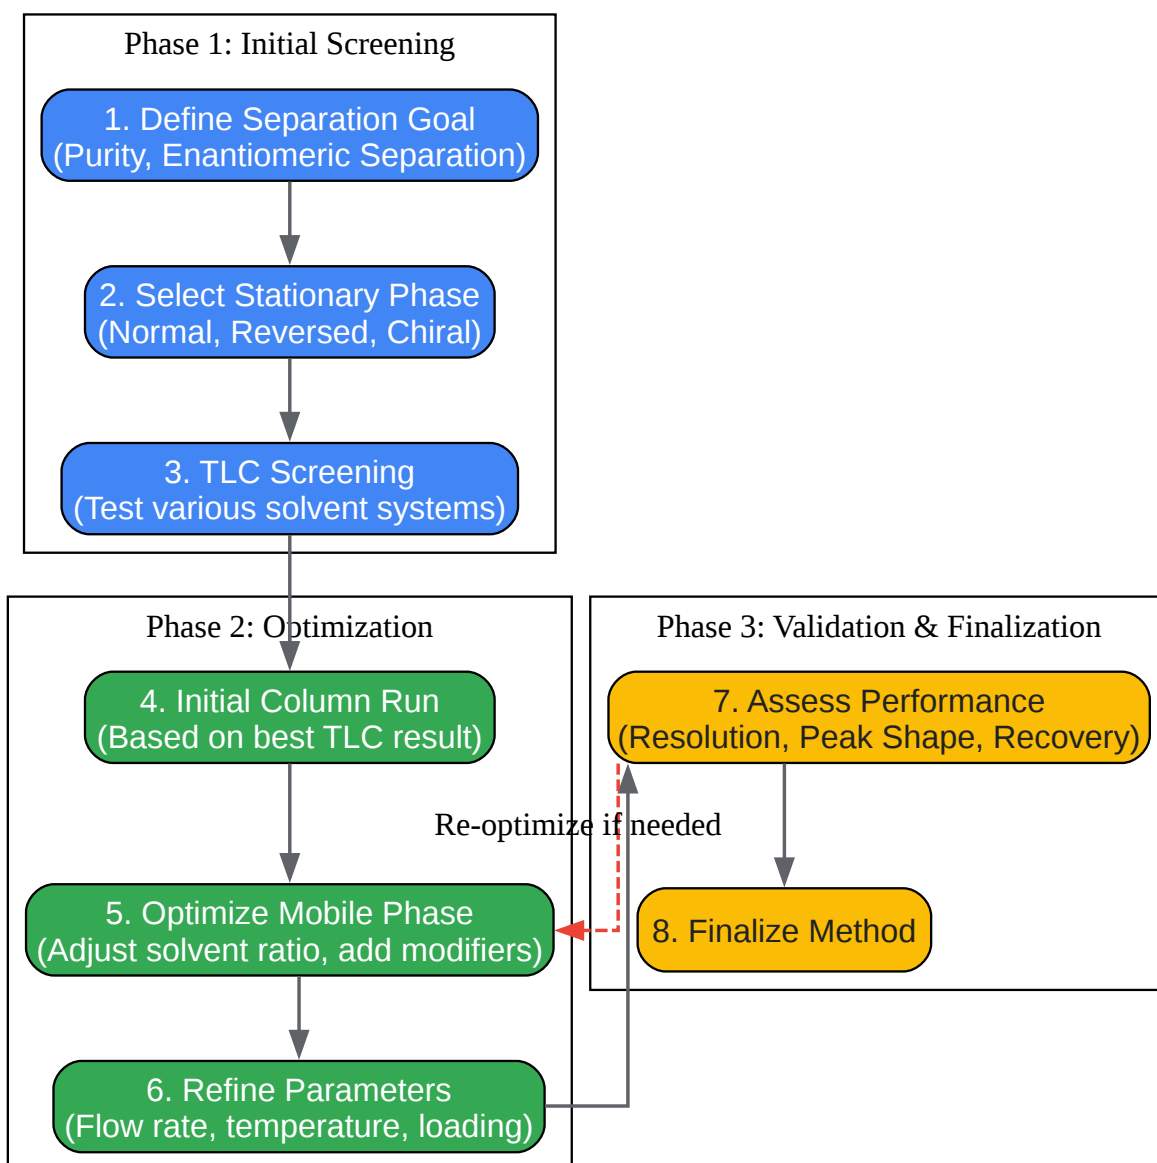 Phase 1: Initial Screening
1. Define Separation Goal
(Purity, Enantiomeric Separation)
2. Select Stationary Phase
(Normal, Reversed, Chiral)
3. TLC Screening
(Test various solvent systems)
Phase 2: Optimization
4. Initial Column Run
(Based on best TLC result)
5. Optimize Mobile Phase
(Adjust solvent ratio, add modifiers)
6. Refine Parameters
(Flow rate, temperature, loading)
Phase 3: Validation & Finalization
7. Assess Performance
(Resolution, Peak Shape, Recovery)
Re-optimize if needed
8. Finalize Method